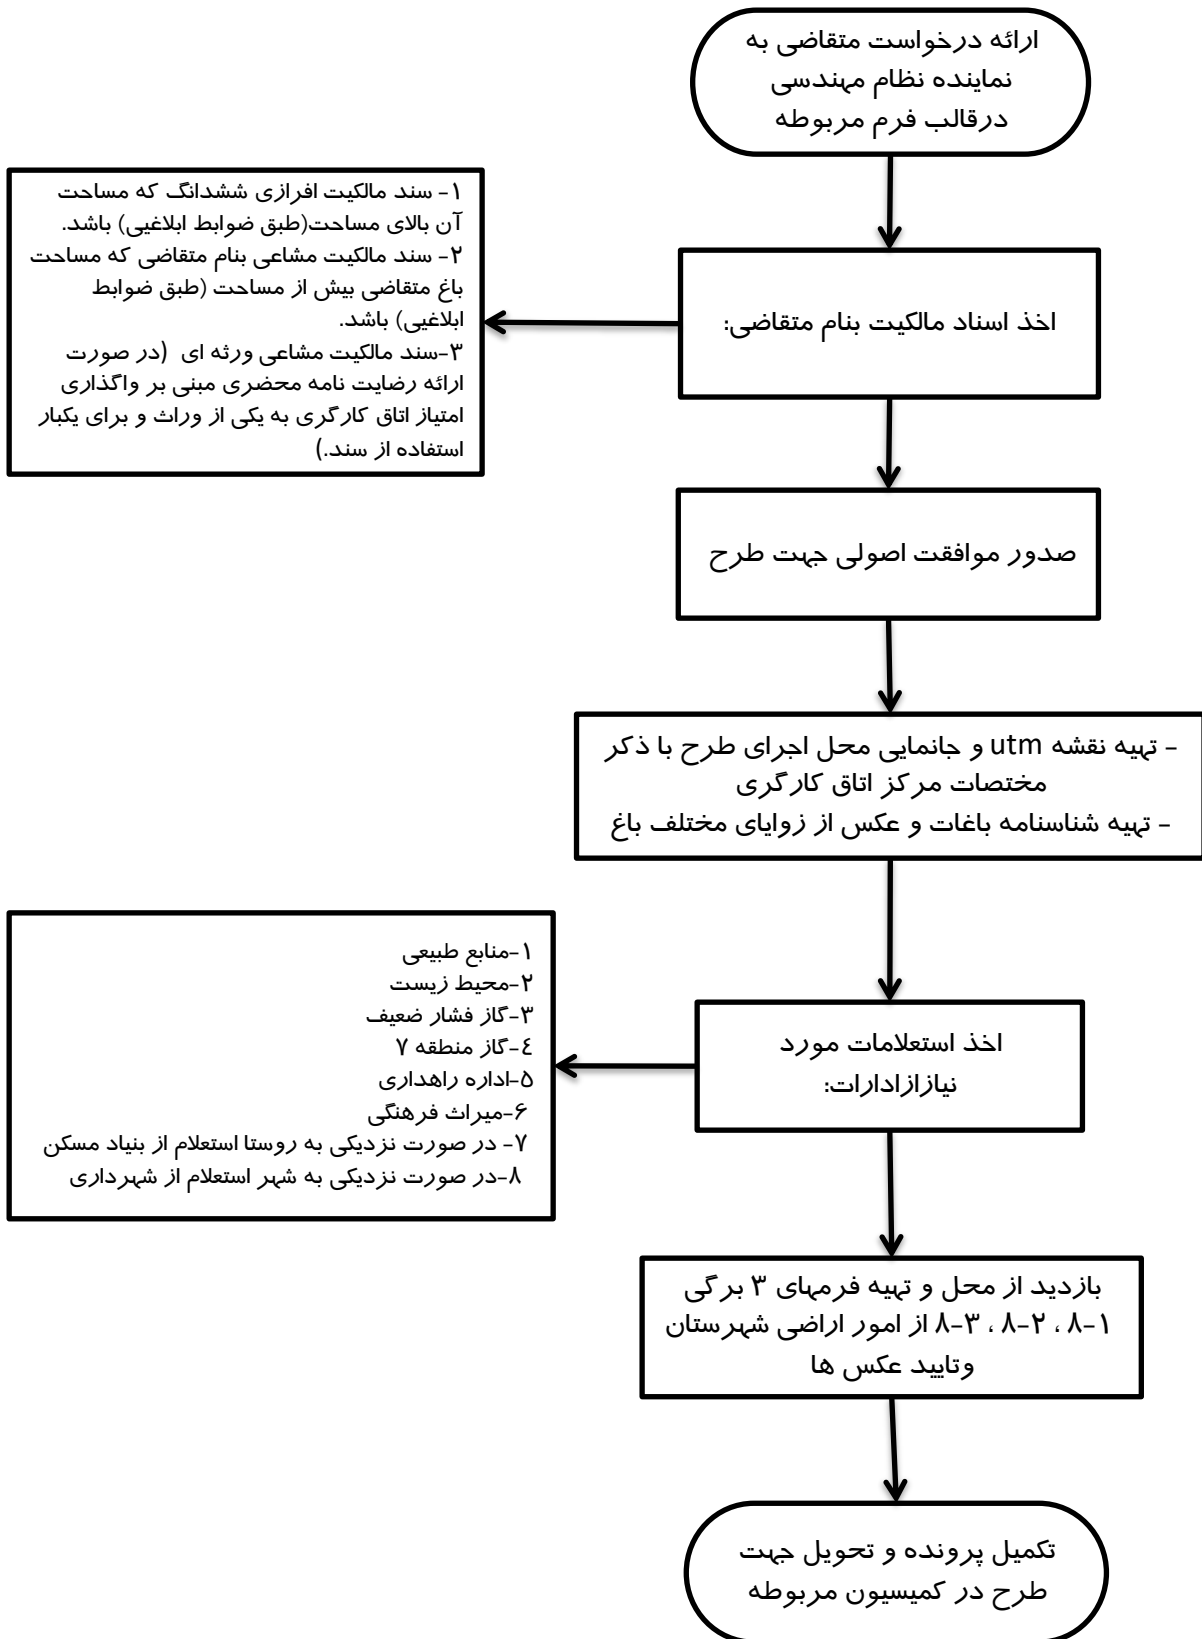 ارائه درخواست متقاضی به
نماینده نظام مهندسی
درقالب فرم مربوطه
اخذ اسناد مالکیت بنام متقاضی:
۱- سند مالکیت افرازی ششدانگ که مساحت
آن بالای مساحت(طبق ضوابط ابلاغیی) باشد.
۲- سند مالکیت مشاعی بنام متقاضی که مساحت
باغ متقاضی بیش از مساحت (طبق ضوابط
ابلاغیی) باشد.
۳-سند مالکیت مشاعی ورثه ای (در صورت
ارائه رضایت نامه محضری مبنی بر واگذاری
امتیاز اتاق کارگری به یکی از وراث و برای یکبار
استفاده از سند.)
صدور موافقت اصولی جهت طرح
- تهیه نقشه utm و جانمایی محل اجرای طرح با ذکر
مختصات مرکز اتاق کارگری
- تهیه شناسنامه باغات و عکس از زوایای مختلف باغ
اخذ استعلامات مورد
نیازازادارات:
۱-منابع طبیعی
۲-محیط زیست
۳-گاز فشار ضعیف
٤-گاز منطقه ۷
۵-اداره راهداری
۶-میراث فرهنگی
۷- در صورت نزدیکی به روستا استعلام از بنیاد مسکن
۸-در صورت نزدیکی به شهر استعلام از شهرداری
بازدید از محل و تهیه فرمهای ۳ برگی
۸-۱ ، ۸-۲ ، ۸-۳ از امور اراضی شهرستان
وتایید عکس ها
تکمیل پرونده و تحویل جهت
طرح در کمیسیون مربوطه